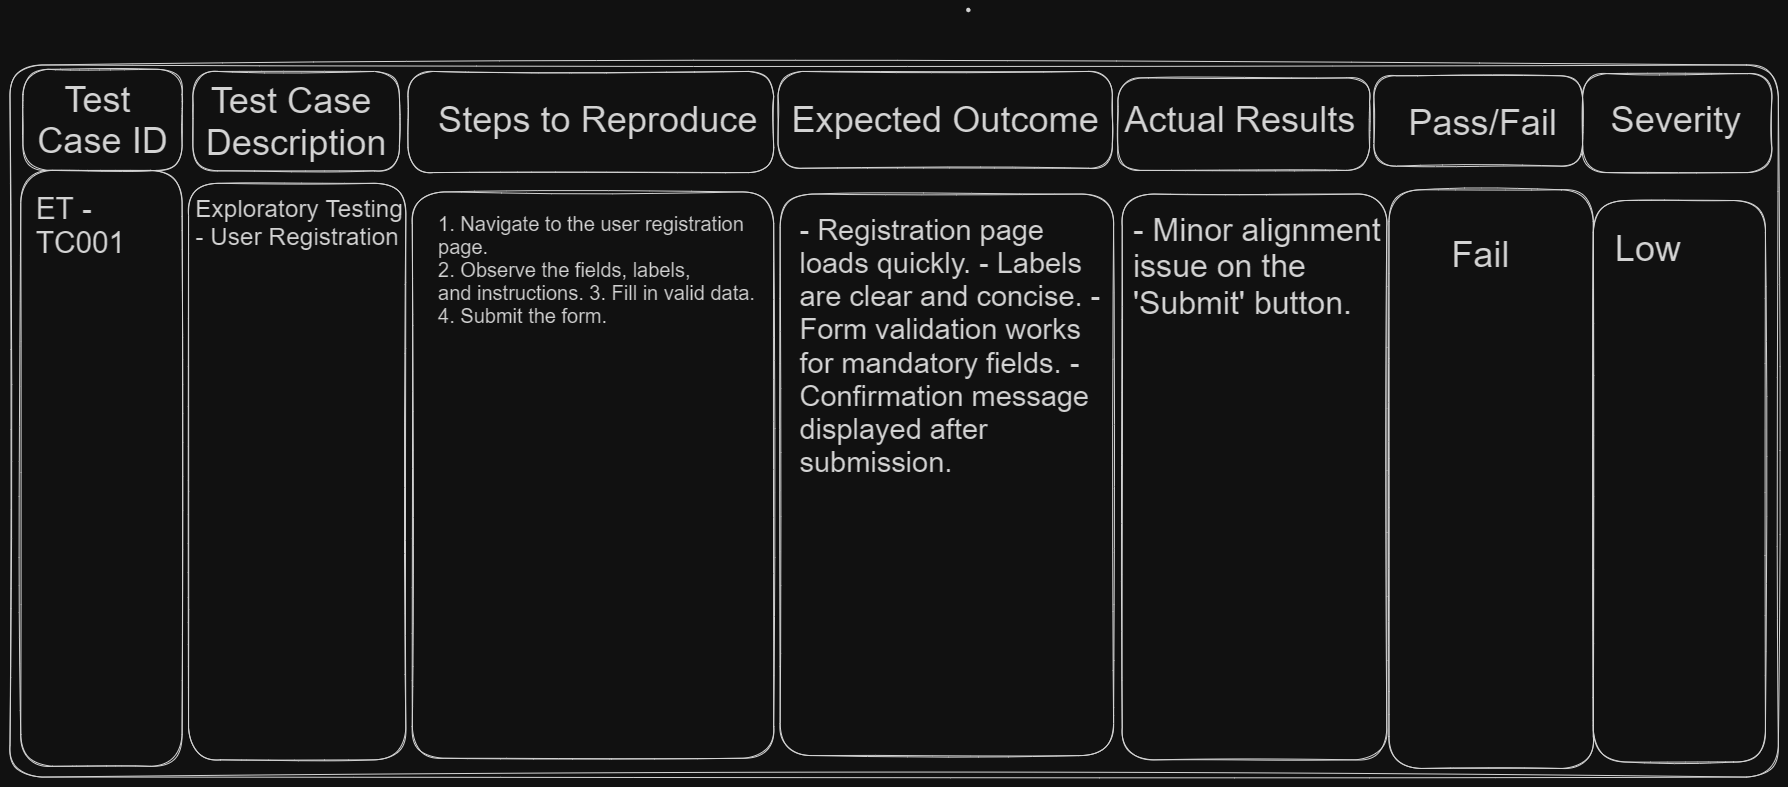 Test
Case ID
Test Case
Description
Steps to Reproduce
Expected Outcome
Actual Results
Pass/Fail
Severity
ET -
TC001
Exploratory Testing
- User Registration
1. Navigate to the user registration
page.
2. Observe the fields, labels,
and instructions. 3. Fill in valid data.
4. Submit the form.
- Registration page
loads quickly. - Labels
are clear and concise. -
Form validation works
for mandatory fields. -
Confirmation message
displayed after
submission.
- Minor alignment
issue on the
'Submit' button.
Fail
Low